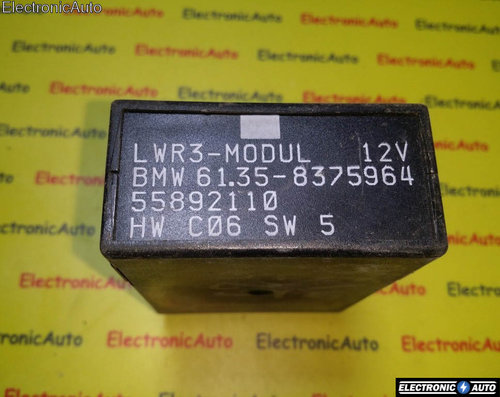 ElectronicAuto
LWR3-MODUL 12V
BMW 61.35-8375964
55892110
HW C06 SW 5
ELECTRONIC AUTO